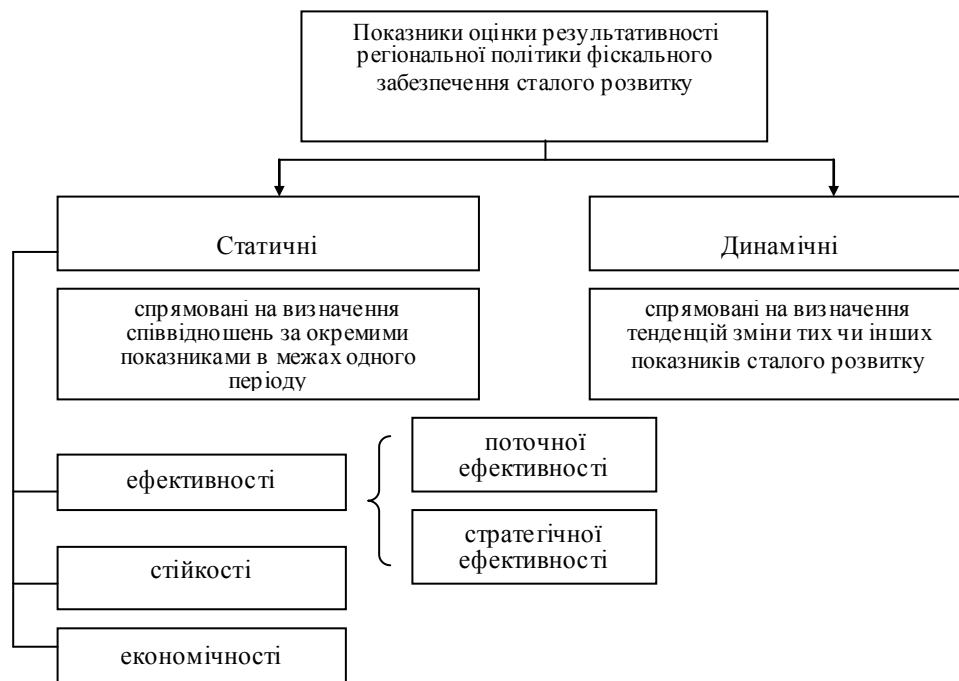 Показники оцінки результативності
регіональної політики фіскального
забезпечення сталого розвитку
Статичні
Динамічні
спрямовані на визначення
співвідношень за окремими
показниками в межах одного
періоду
спрямовані на визначення
тенденцій зміни тих чи інших
показників сталого розвитку
ефективності
поточної
ефективності
стратегічної
ефективності
стійкості
економічності